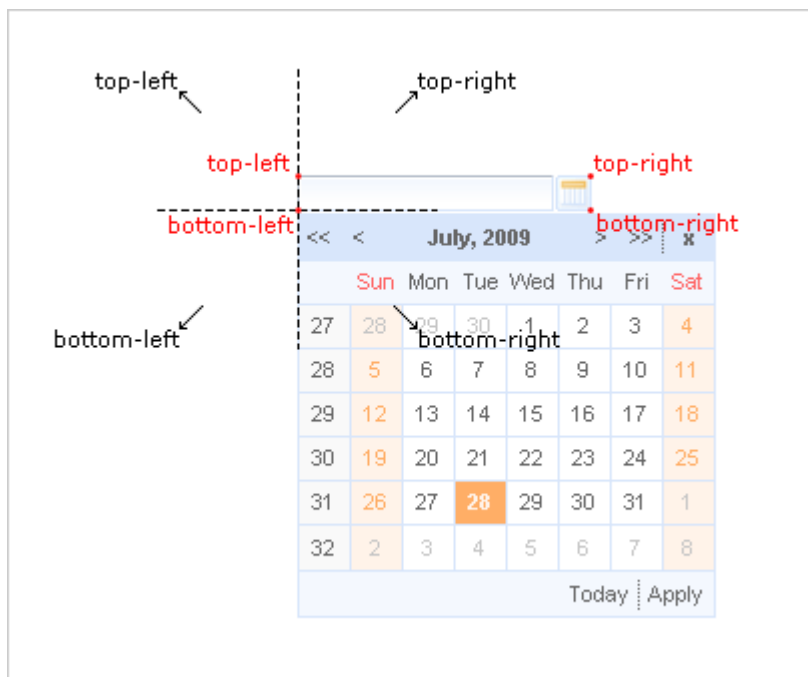 top-left top-right
top-left top-right
bottom-left bottom-right
<< < July, 2009 > >> x
Sun Mon Tue Wed Thu Fri Sat
27 28 29 30 1 2 3 4
bottom-left bottom-right
28 5 6 7 8 9 10 11
29 12 13 14 15 16 17 18
30 19 20 21 22 23 24 25
31 26 27 28 29 30 31 1
32 2 3 4 5 6 7 8
Today Apply